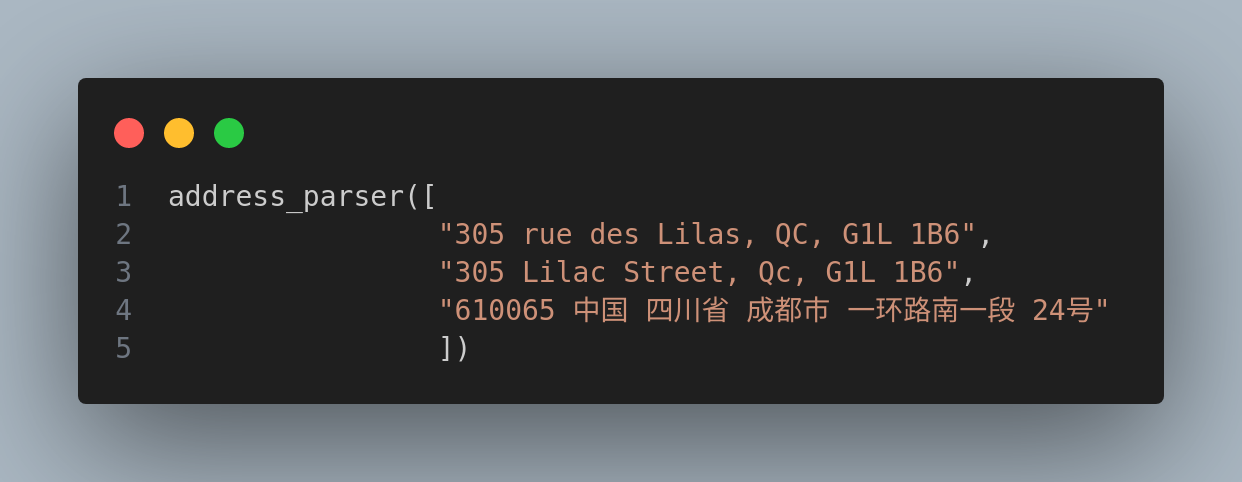 1 address_parser([
2 "305 rue des Lilas, QC, G1L 1B6",
3 "305 Lilac Street, Qc, G1L 1B6",
4 "610065 中国 四川省 成都市 一环路南一段 24号"
5 ])